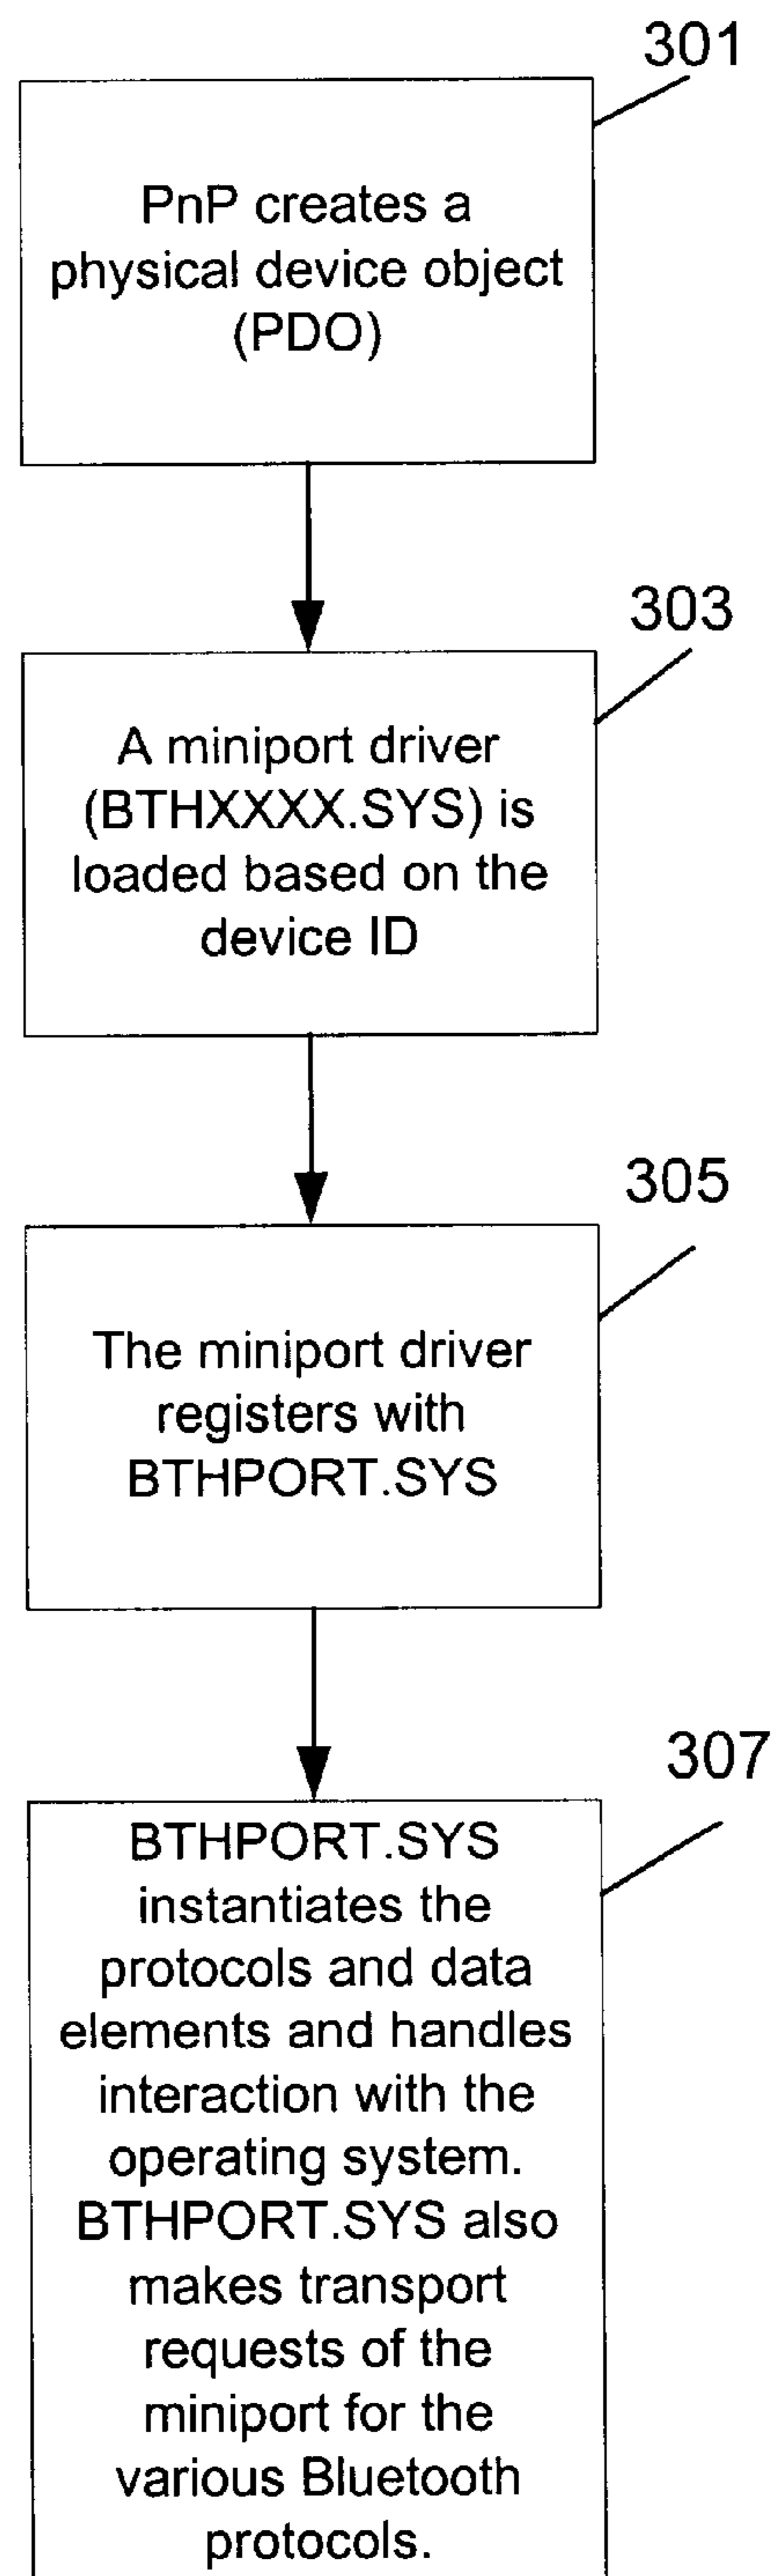 301
PnP creates a
physical device object
(PDO)
303
A miniport driver
(BTHXXXX.SYS) is
loaded based on the
device ID
305
The miniport driver
registers with
BTHPORT.SYS
307
BTHPORT.SYS
instantiates the
protocols and data
elements and handles
interaction with the
operating system.
BTHPORT.SYS also
makes transport
requests of the
miniport for the
various Bluetooth
protocols.